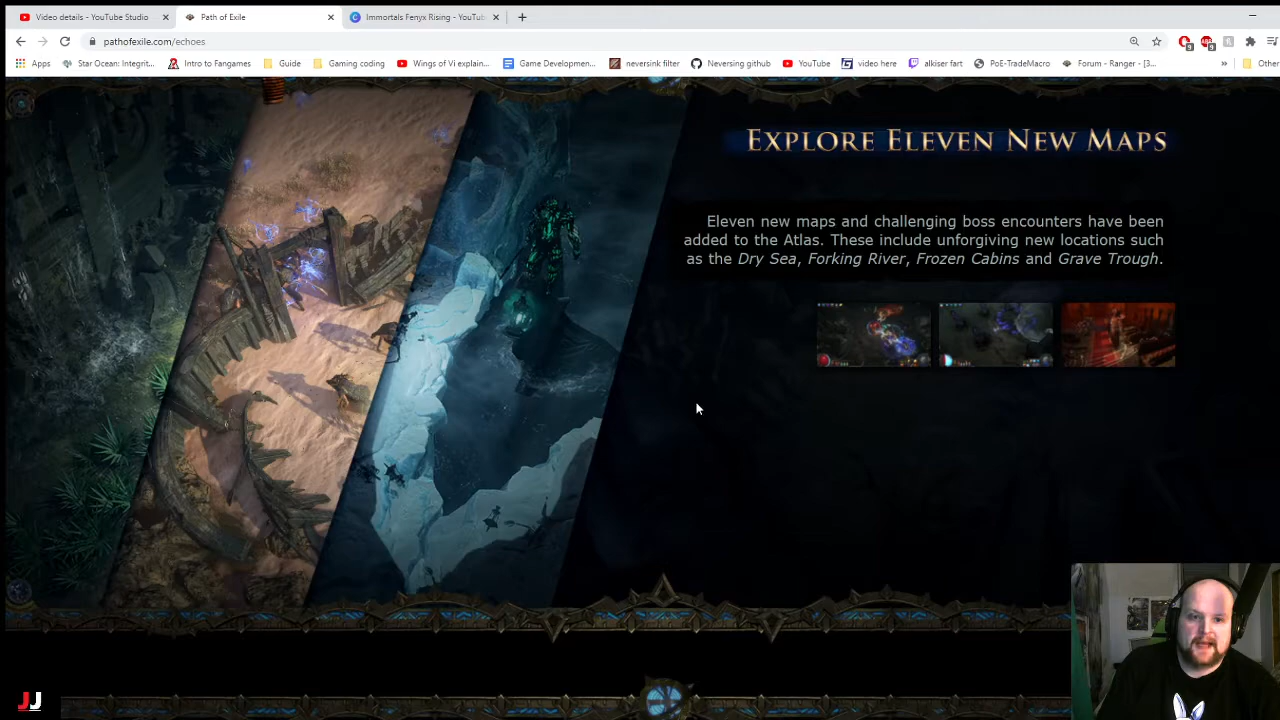 Video details - YouTube Studio
Path of Exile
Immortals Fenyx Rising - YouTub
pathofexile.com/echoes
Apps
Star Ocean: Integrit...
Intro to Fangames
Guide
Gaming coding
Wings of Vi explain...
Game Developmen...
neversink filter
Neversing github
YouTube
video here
alkiser fart
PoE-TradeMacro
Forum - Ranger - [3...
Other
EXPLORE ELEVEN NEW MAPS
Eleven new maps and challenging boss encounters have been
added to the Atlas. These include unforgiving new locations such
as the Dry Sea, Forking River, Frozen Cabins and Grave Trough.
JJ